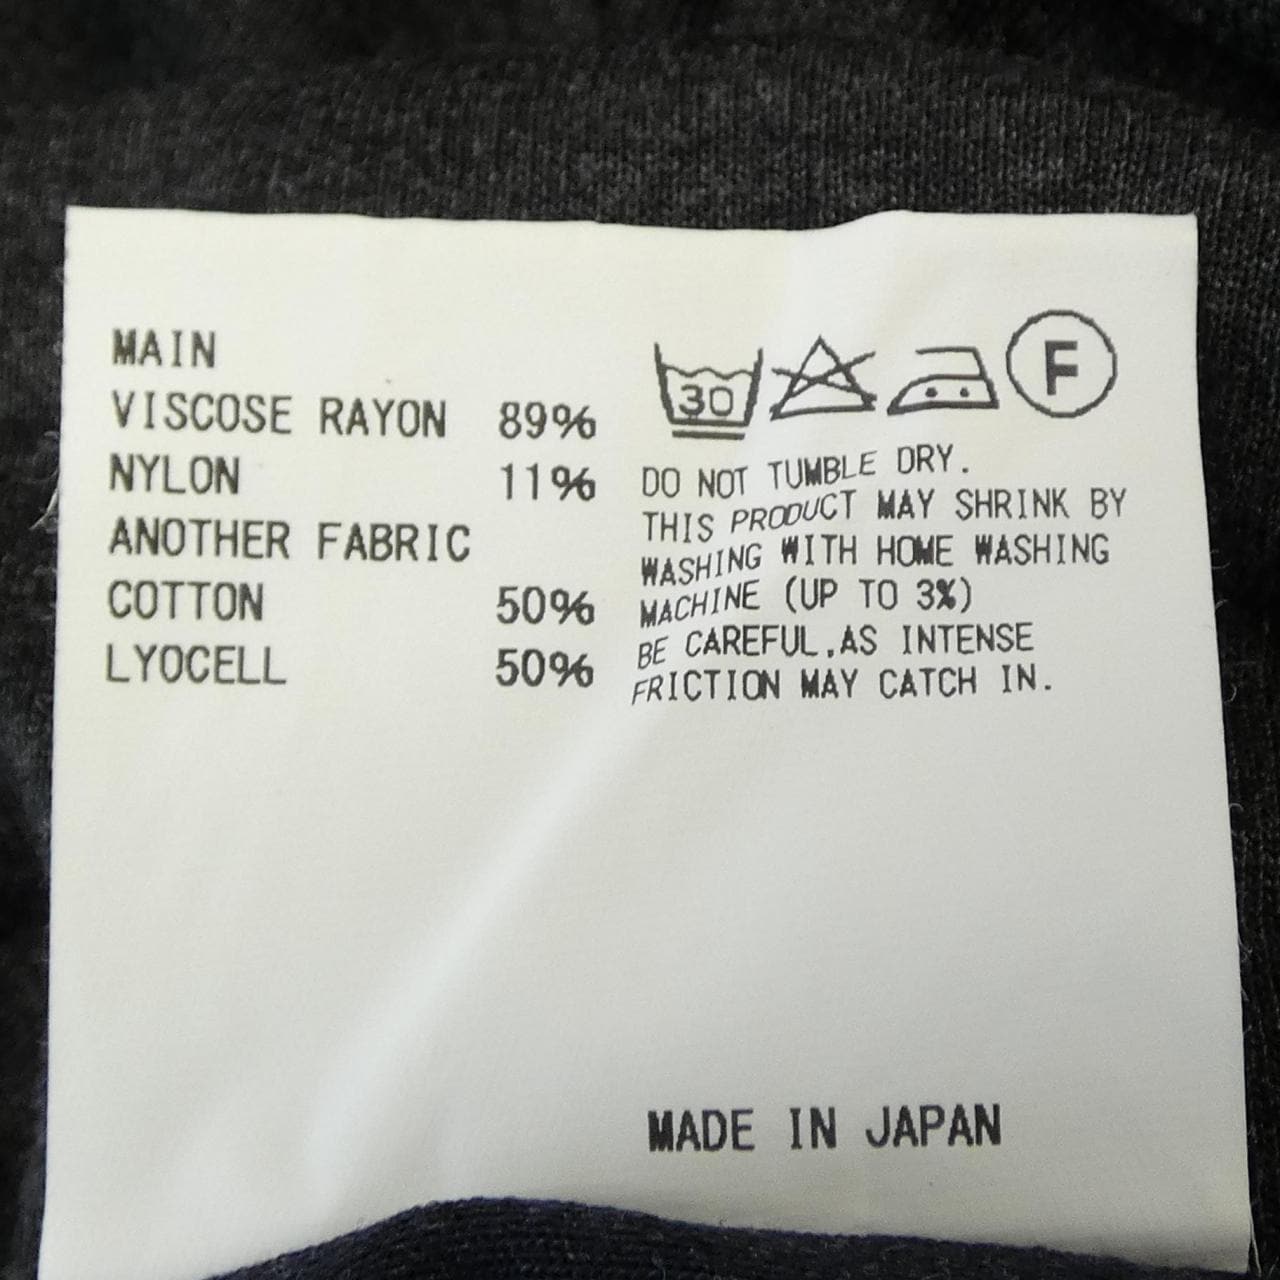 MAIN
VISCOSE RAYON 89%
NYLON 11%
ANOTHER FABRIC
COTTON 50%
LYOCELL 50%
30
F
DO NOT TUMBLE DRY.
THIS PRODUCT MAY SHRINK BY
WASHING WITH HOME WASHING
MACHINE (UP TO 3%)
BE CAREFUL,AS INTENSE
FRICTION MAY CATCH IN.
MADE IN JAPAN